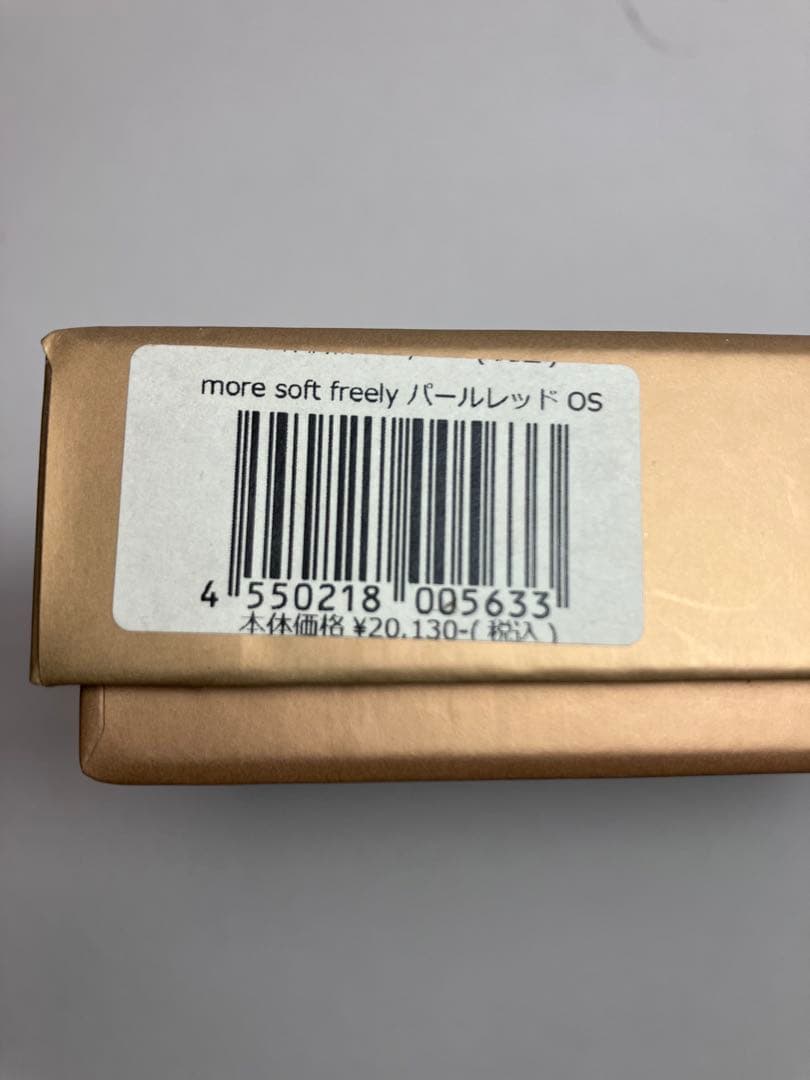 more soft freely パールレッド OS
4 550218 005633
本体価格 ¥20,130-( 税込 )